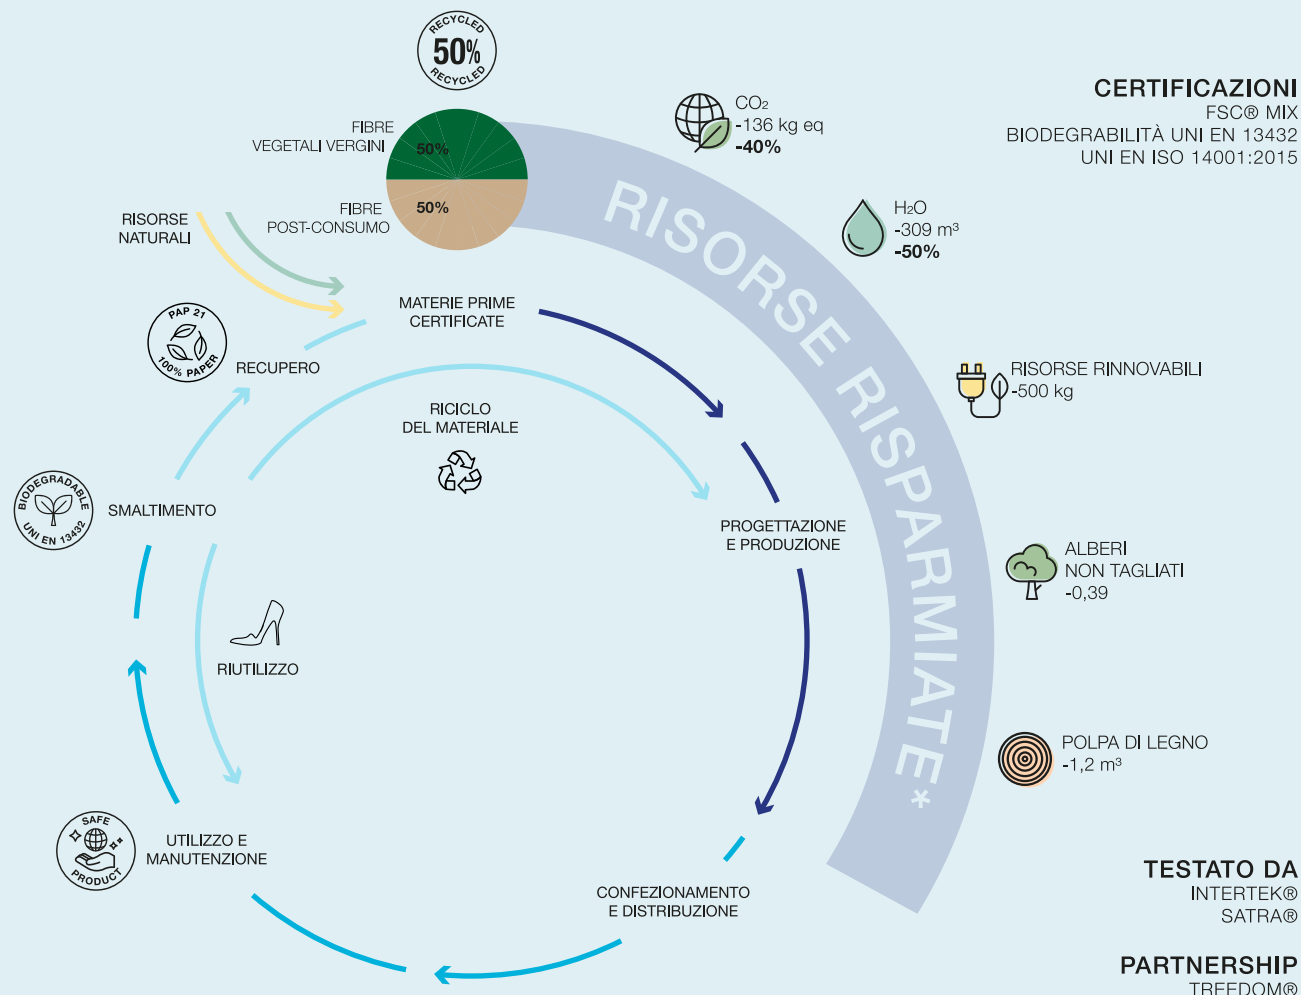 RECYCLED
50%
RECYCLED
FIBRE
VEGETALI VERGINI
50%
FIBRE
POST-CONSUMO
50%
RISORSE
NATURALI
CO₂
-136 kg eq
-40%
CERTIFICAZIONI
FSC® MIX
BIODEGRABILITÀ UNI EN 13432
UNI EN ISO 14001:2015
H₂O
-309 m³
-50%
RISORSE RISPARMIATE*
MATERIE PRIME
CERTIFICATE
PAP 21
100% PAPER
RECUPERO
RISORSE RINNOVABILI
-500 kg
RICICLO
DEL MATERIALE
BIODEGRADABLE
UNI EN 13432
SMALTIMENTO
PROGETTAZIONE
E PRODUZIONE
ALBERI
NON TAGLIATI
-0,39
RIUTILIZZO
POLPA DI LEGNO
-1,2 m³
SAFE
PRODUCT
UTILIZZO E
MANUTENZIONE
CONFEZIONAMENTO
E DISTRIBUZIONE
TESTATO DA
INTERTEK®
SATRA®
PARTNERSHIP
TREEDOM®